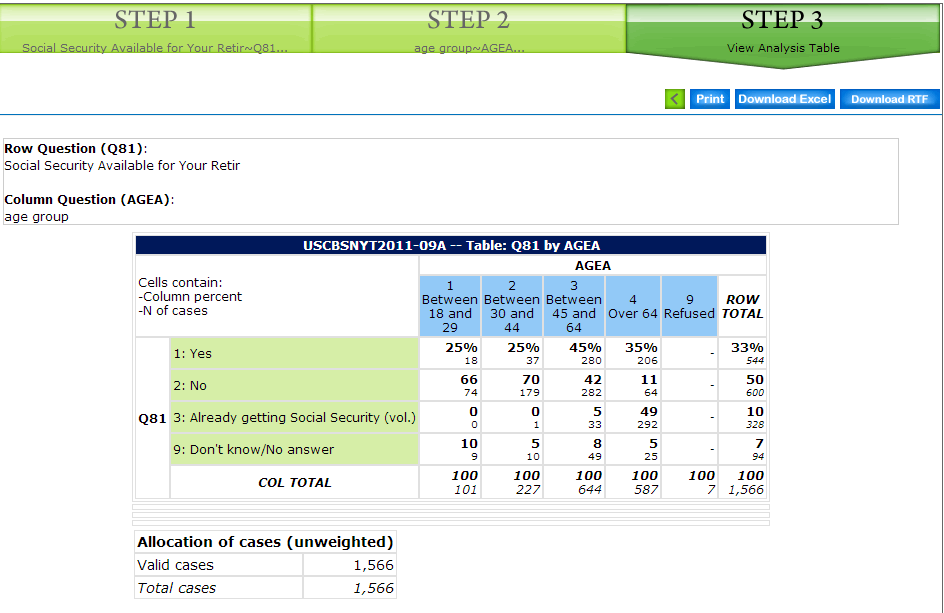 STEP 1
Social Security Available for Your Retir~Q81...
STEP 2
age group~AGEA...
STEP 3
View Analysis Table
< Print Download Excel Download RTF
Row Question (Q81):
Social Security Available for Your Retir
Column Question (AGEA):
age group
USCBSNYT2011-09A -- Table: Q81 by AGEA
Cells contain:
-Column percent
-N of cases
AGEA
1 Between 18 and 29
2 Between 30 and 44
3 Between 45 and 64
4 Over 64
9 Refused
ROW TOTAL
Q81
1: Yes 25% 25% 45% 35% - 33%
18 37 280 206 544
2: No 66 70 42 11 - 50
74 179 282 64 600
3: Already getting Social Security (vol.) 0 0 5 49 - 10
0 1 33 292 328
9: Don't know/No answer 10 5 8 5 - 7
9 10 49 25 94
COL TOTAL 100 100 100 100 100 100
101 227 644 587 7 1,566
Allocation of cases (unweighted)
Valid cases 1,566
Total cases 1,566